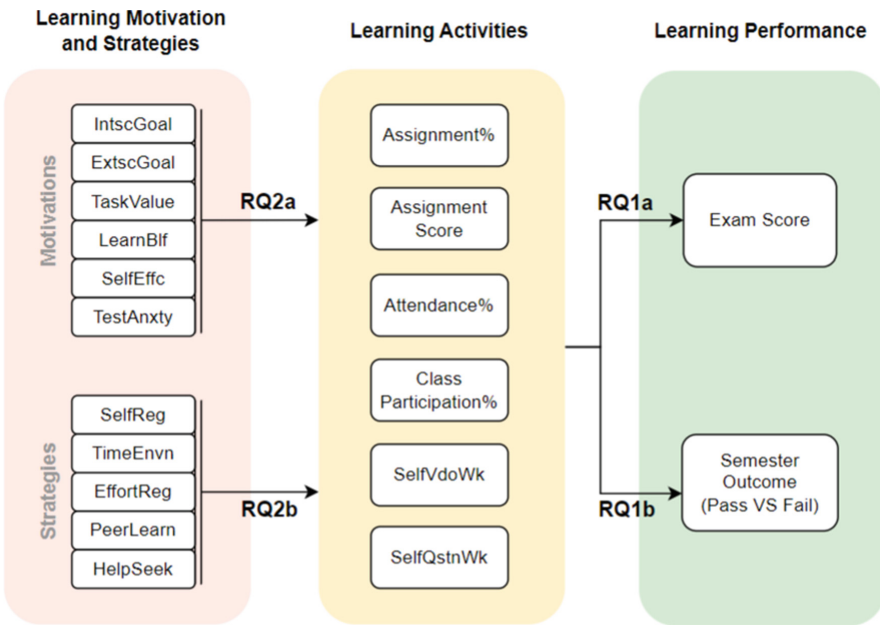 Learning Motivation
and Strategies
Learning Activities
Learning Performance
Motivations
IntscGoal
ExtscGoal
TaskValue
LearnBlf
SelfEffc
TestAnxty
RQ2a
Strategies
SelfReg
TimeEnvn
EffortReg
PeerLearn
HelpSeek
RQ2b
Assignment%
Assignment
Score
Attendance%
Class
Participation%
SelfVdoWk
SelfQstnWk
RQ1a
Exam Score
RQ1b
Semester
Outcome
(Pass VS Fail)